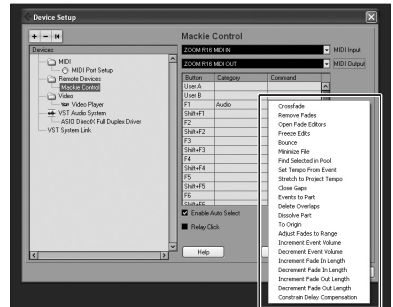 Device Setup
Mackie Control
Devices
MIDI
MIDI Port Setup
Remote Devices
Mackie Control
Video
Video Player
VST Audio System
ASIO DirectX Full Duplex Driver
VST System Link
ZOOM R16 MIDI IN
MIDI Input
ZOOM R16 MIDI OUT
MIDI Output
Button Category Command
User A
User B
F1 Audio
Shift+F1
F2
Shift+F2
F3
Shift+F3
F4
Shift+F4
F5
Shift+F5
F6
Shift+F6
Enable Auto Select
Relay Click
Help
Crossfade
Remove Fades
Open Fade Editors
Freeze Edits
Bounce
Minimize File
Find Selected in Pool
Set Tempo From Event
Stretch to Project Tempo
Close Gaps
Events to Part
Delete Overlaps
Dissolve Part
To Origin
Adjust Fades to Range
Increment Event Volume
Decrement Event Volume
Increment Fade In Length
Decrement Fade In Length
Increment Fade Out Length
Decrement Fade Out Length
Constrain Delay Compensation